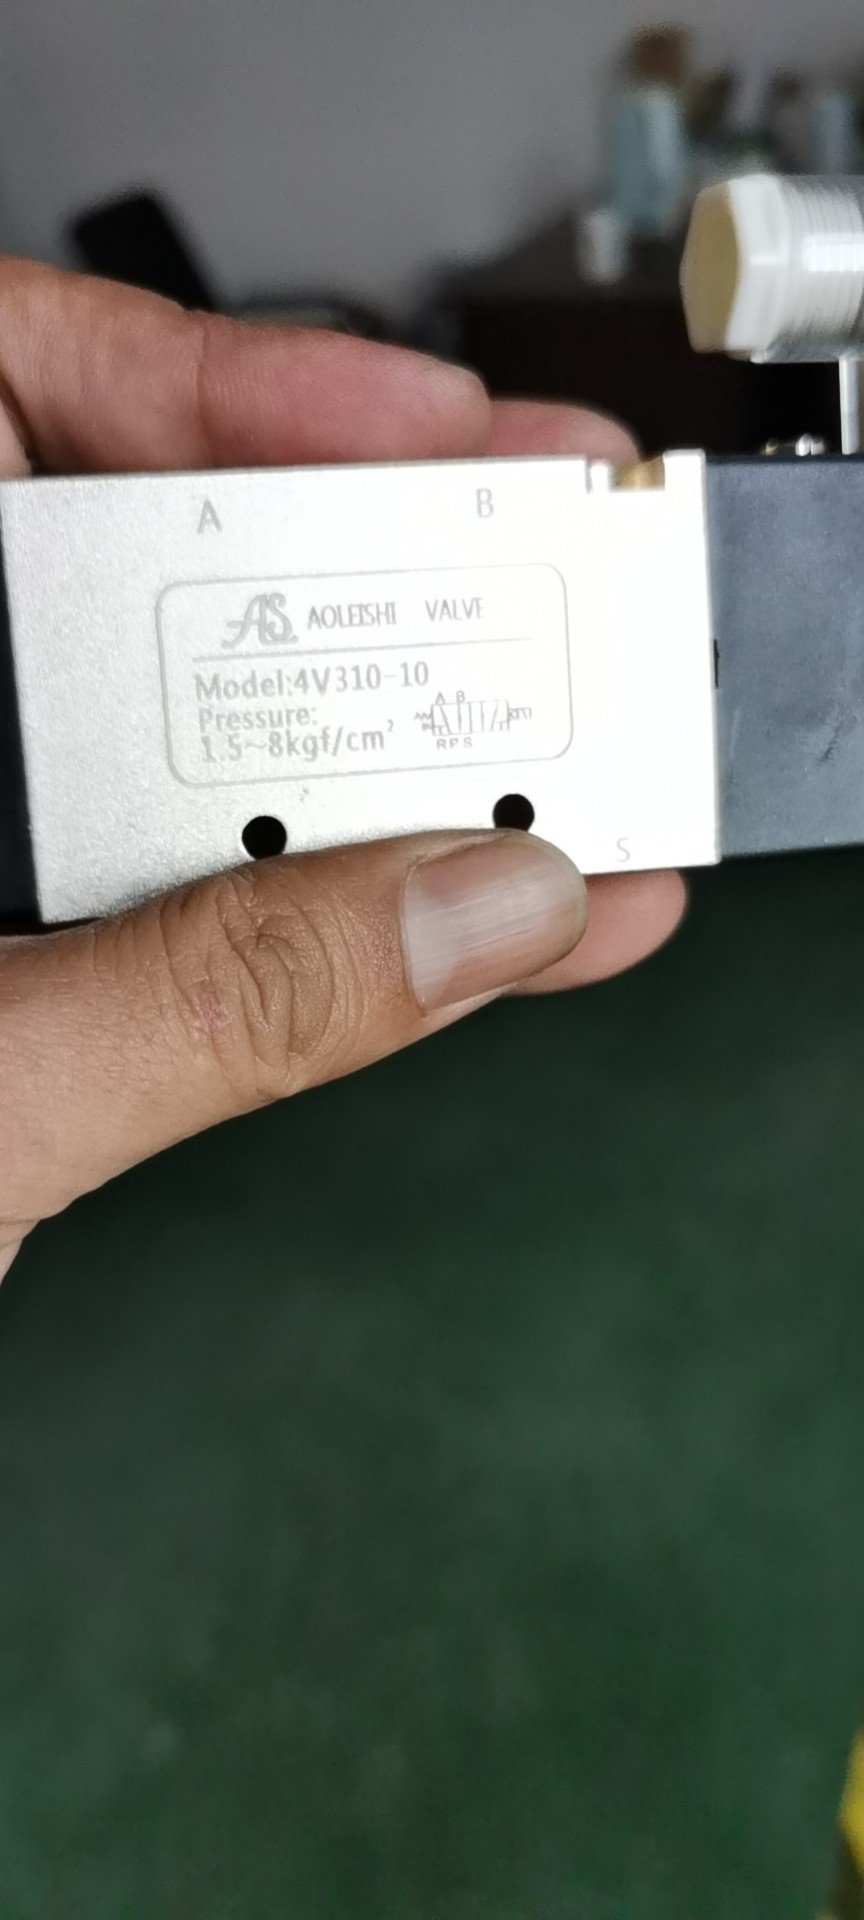 A B
AS AOLEISHI VALVE
Model:4V310-10
Pressure:
1.5~8kgf/cm²
A B
R P S
S